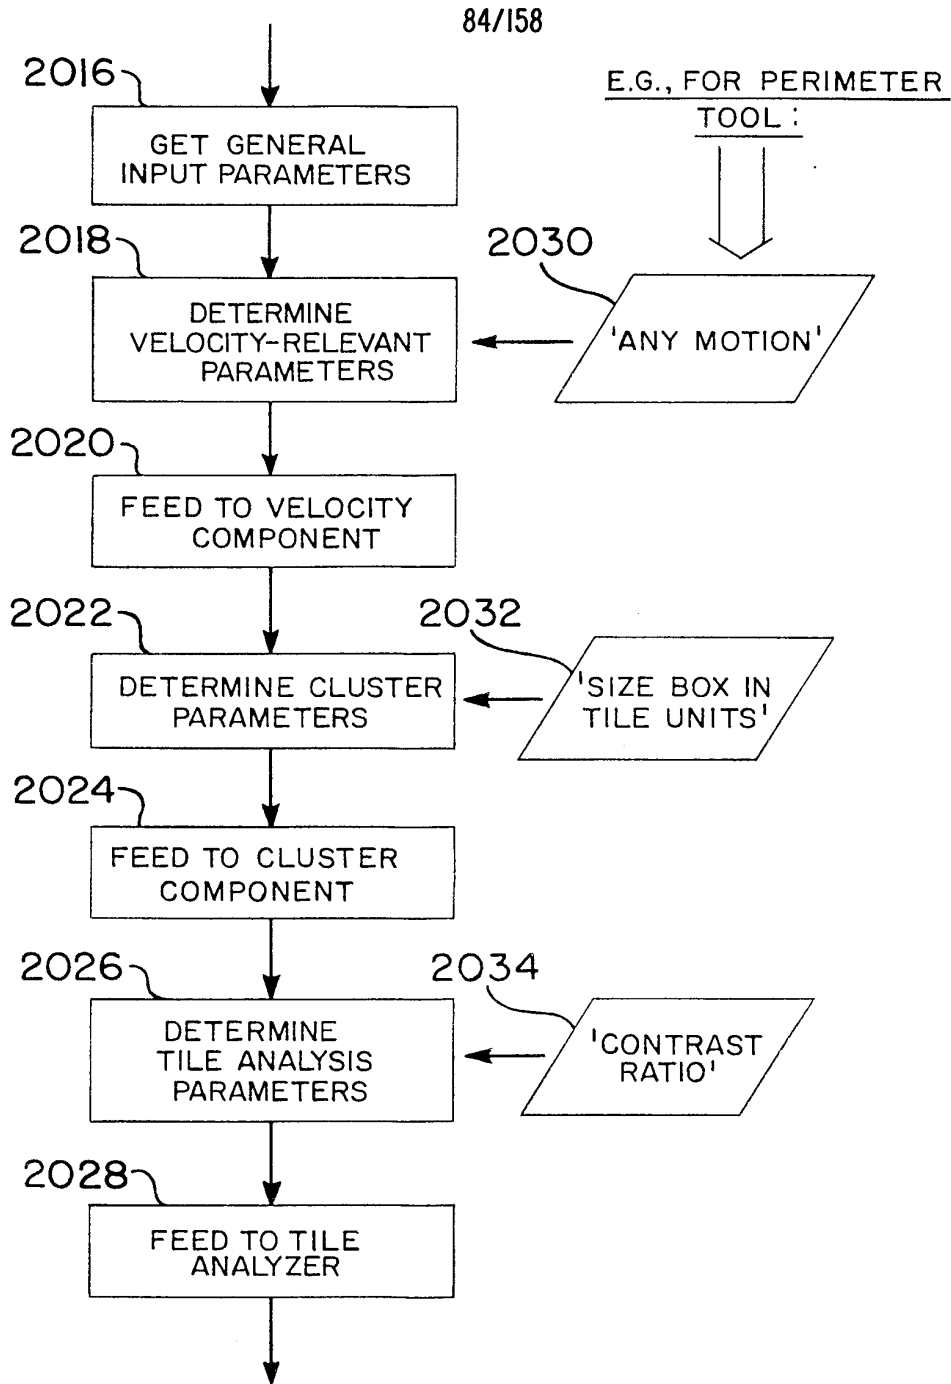 84/158
E.G., FOR PERIMETER
TOOL:
2016
GET GENERAL
INPUT PARAMETERS
2018
DETERMINE
VELOCITY-RELEVANT
PARAMETERS
2030
'ANY MOTION'
2020
FEED TO VELOCITY
COMPONENT
2022
DETERMINE CLUSTER
PARAMETERS
2032
'SIZE BOX IN
TILE UNITS'
2024
FEED TO CLUSTER
COMPONENT
2026
DETERMINE
TILE ANALYSIS
PARAMETERS
2034
'CONTRAST
RATIO'
2028
FEED TO TILE
ANALYZER